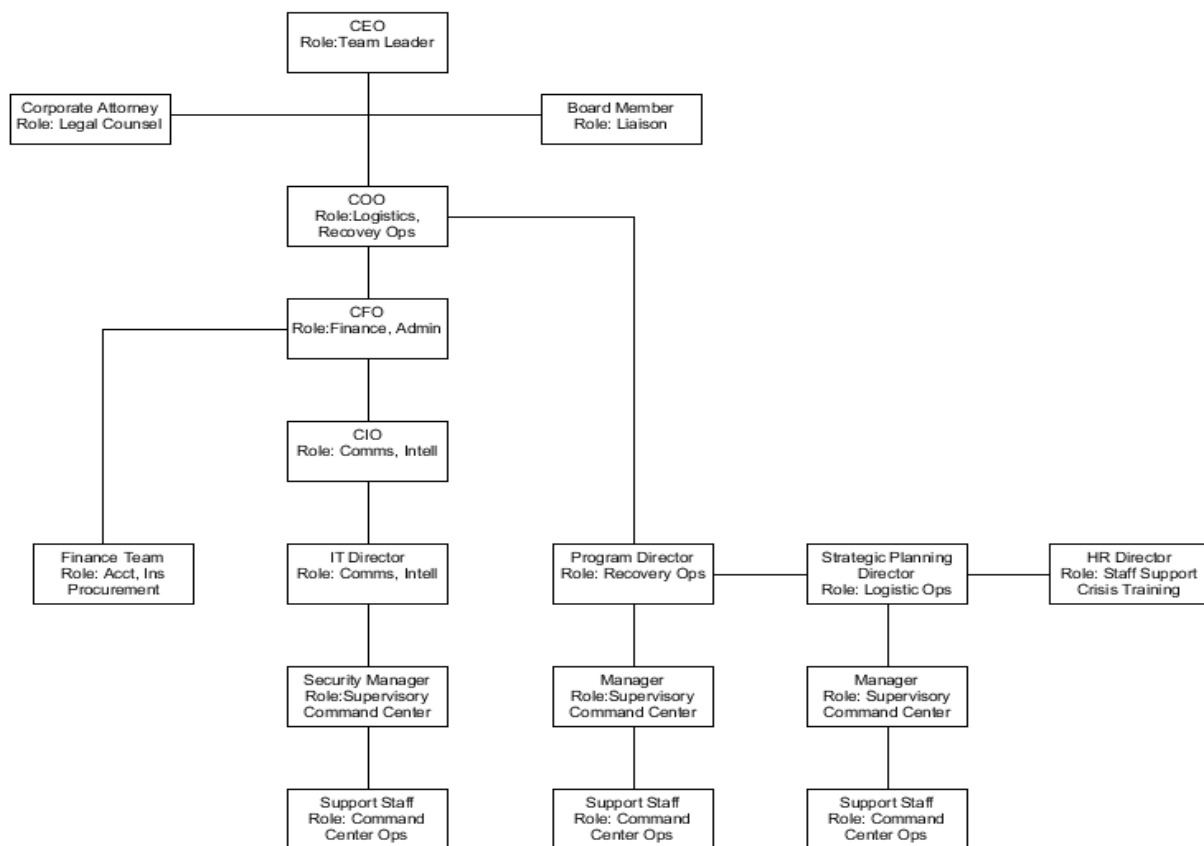 CEO
Role:Team Leader
Corporate Attorney
Role: Legal Counsel
Board Member
Role: Liaison
COO
Role:Logistics,
Recovey Ops
CFO
Role:Finance, Admin
CIO
Role: Comms, Intell
Finance Team
Role: Acct, Ins
Procurement
IT Director
Role: Comms, Intell
Program Director
Role: Recovery Ops
Strategic Planning
Director
Role: Logistic Ops
HR Director
Role: Staff Support
Crisis Training
Security Manager
Role:Supervisory
Command Center
Manager
Role:Supervisory
Command Center
Manager
Role: Supervisory
Command Center
Support Staff
Role: Command
Center Ops
Support Staff
Role: Command
Center Ops
Support Staff
Role: Command
Center Ops